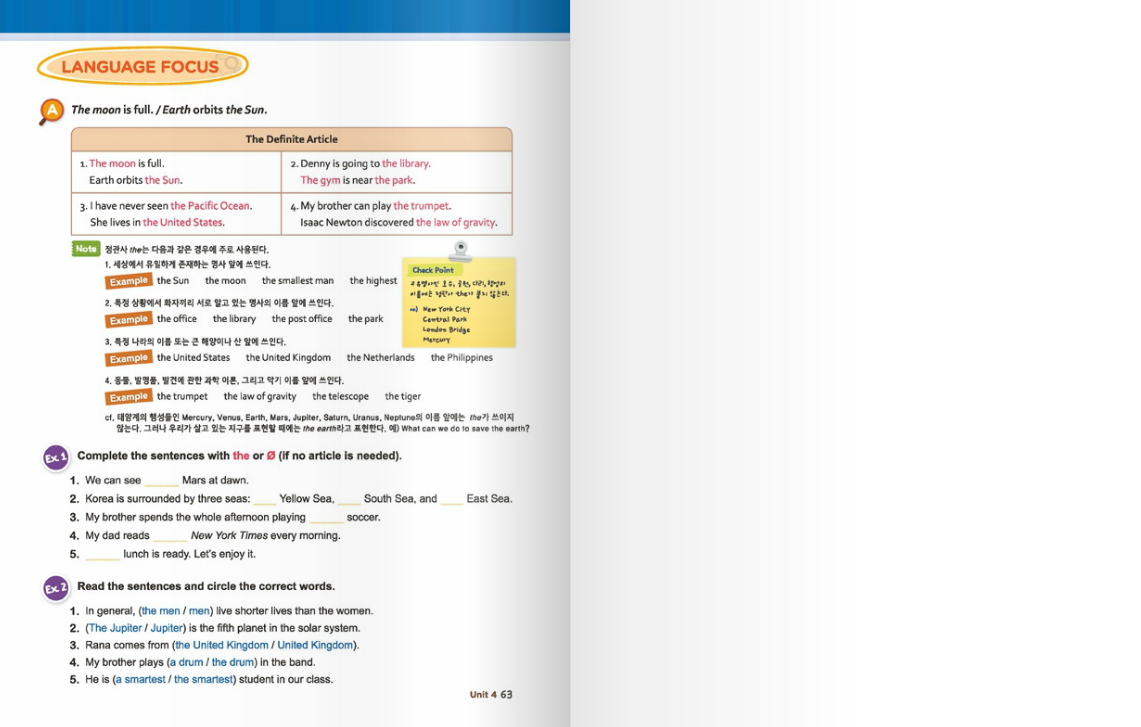 LANGUAGE FOCUS
A The moon is full. / Earth orbits the Sun.
The Definite Article
1. The moon is full.
Earth orbits the Sun.
2. Denny is going to the library.
The gym is near the park.
3. I have never seen the Pacific Ocean.
She lives in the United States.
4. My brother can play the trumpet.
Isaac Newton discovered the law of gravity.
Note 정관사 the는 다음과 같은 경우에 주로 사용된다.
1. 세상에서 유일하게 존재하는 명사 앞에 쓰인다.
Example the Sun the moon the smallest man the highest
2. 특정 상황에서 화자끼리 서로 알고 있는 명사의 이름 앞에 쓰인다.
Example the office the library the post office the park
3. 특정 나라의 이름 또는 큰 해양이나 산 앞에 쓰인다.
Example the United States the United Kingdom the Netherlands the Philippines
4. 동물, 발명품, 발견에 관한 과학 이론, 그리고 악기 이름 앞에 쓰인다.
Example the trumpet the law of gravity the telescope the tiger
cf. 태양계의 행성들인 Mercury, Venus, Earth, Mars, Jupiter, Saturn, Uranus, Neptune의 이름 앞에는 the가 쓰이지
않는다. 그러나 우리가 살고 있는 지구를 표현할 때에는 the earth라고 표현한다. 예) What can we do to save the earth?
Check Point
고유명사인 호수, 공원, 다리, 행성의
이름에는 정관사 the가 붙지 않는다.
ex) New York City
Central Park
London Bridge
Mercury
Ex.1 Complete the sentences with the or Ø (if no article is needed).
1. We can see _____ Mars at dawn.
2. Korea is surrounded by three seas: ____ Yellow Sea, ____ South Sea, and ____ East Sea.
3. My brother spends the whole afternoon playing _____ soccer.
4. My dad reads _____ New York Times every morning.
5. _____ lunch is ready. Let's enjoy it.
Ex.2 Read the sentences and circle the correct words.
1. In general, (the men / men) live shorter lives than the women.
2. (The Jupiter / Jupiter) is the fifth planet in the solar system.
3. Rana comes from (the United Kingdom / United Kingdom).
4. My brother plays (a drum / the drum) in the band.
5. He is (a smartest / the smartest) student in our class.
Unit 4 63